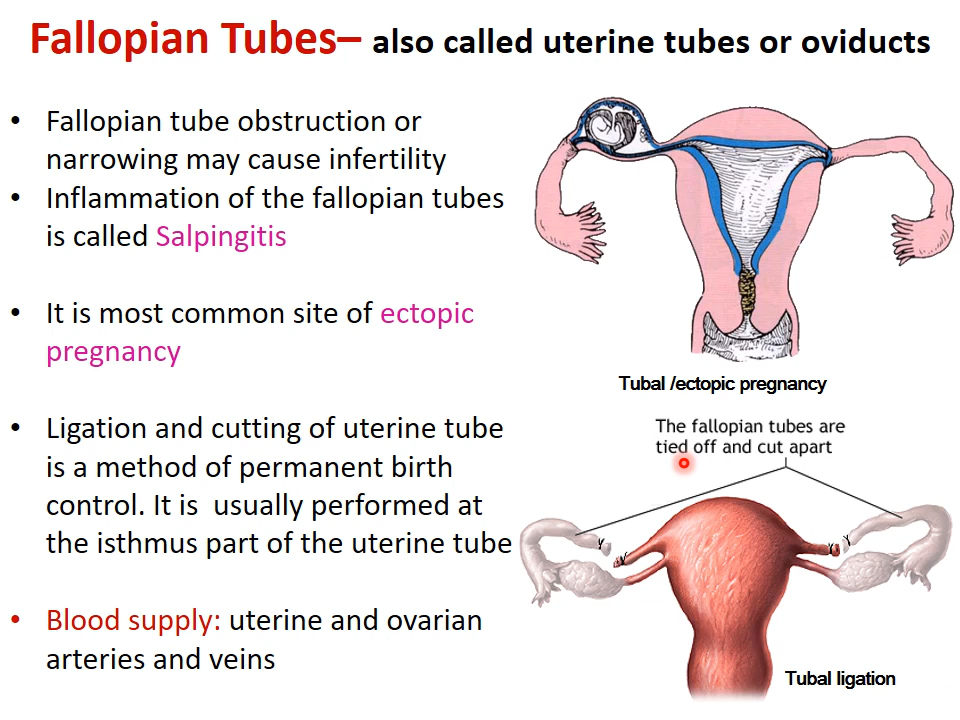 Fallopian Tubes– also called uterine tubes or oviducts
• Fallopian tube obstruction or
narrowing may cause infertility
• Inflammation of the fallopian tubes
is called Salpingitis
• It is most common site of ectopic
pregnancy
• Ligation and cutting of uterine tube
is a method of permanent birth
control. It is  usually performed at
the isthmus part of the uterine tube
• Blood supply: uterine and ovarian
arteries and veins
Tubal /ectopic pregnancy
The fallopian tubes are
tied off and cut apart
Tubal ligation